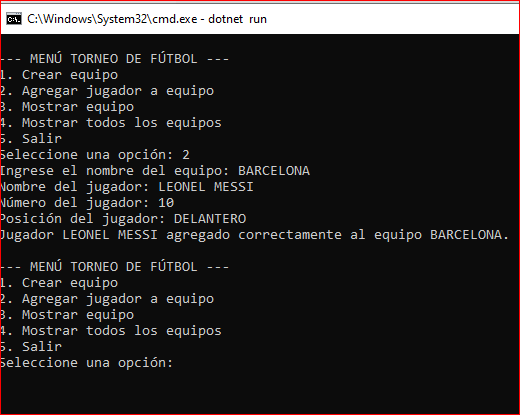 C:\Windows\System32\cmd.exe - dotnet run
--- MENÚ TORNEO DE FÚTBOL ---
1. Crear equipo
2. Agregar jugador a equipo
3. Mostrar equipo
4. Mostrar todos los equipos
5. Salir
Seleccione una opción: 2
Ingrese el nombre del equipo: BARCELONA
Nombre del jugador: LEONEL MESSI
Número del jugador: 10
Posición del jugador: DELANTERO
Jugador LEONEL MESSI agregado correctamente al equipo BARCELONA.
--- MENÚ TORNEO DE FÚTBOL ---
1. Crear equipo
2. Agregar jugador a equipo
3. Mostrar equipo
4. Mostrar todos los equipos
5. Salir
Seleccione una opción: